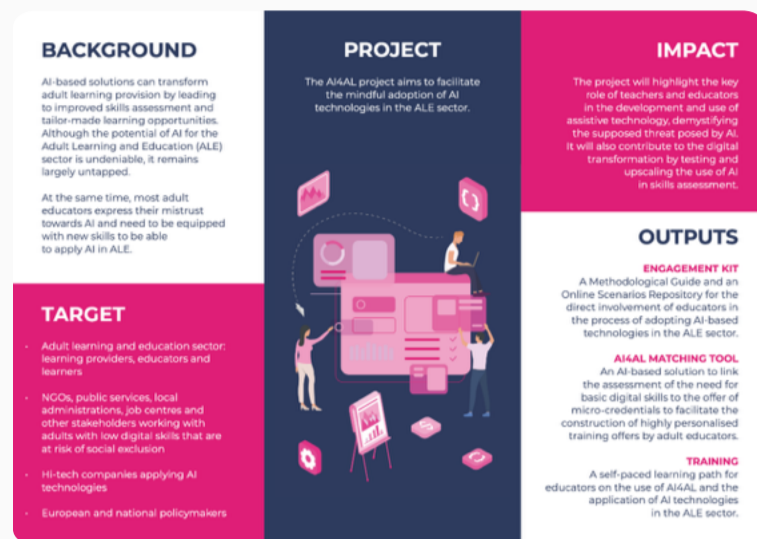 BACKGROUND
AI-based solutions can transform
adult learning provision by leading
to improved skills assessment and
tailor-made learning opportunities.
Although the potential of AI for the
Adult Learning and Education (ALE)
sector is undeniable, it remains
largely untapped.
At the same time, most adult
educators express their mistrust
towards AI and need to be equipped
with new skills to be able
to apply AI in ALE.
TARGET
• Adult learning and education sector:
learning providers, educators and
learners
• NGOs, public services, local
administrations, job centres and
other stakeholders working with
adults with low digital skills that are
at risk of social exclusion
• Hi-tech companies applying AI
technologies
• European and national policymakers
PROJECT
The AI4AL project aims to facilitate
the mindful adoption of AI
technologies in the ALE sector.
IMPACT
The project will highlight the key
role of teachers and educators
in the development and use of
assistive technology, demystifying
the supposed threat posed by AI.
It will also contribute to the digital
transformation by testing and
upscaling the use of AI
in skills assessment.
OUTPUTS
ENGAGEMENT KIT
A Methodological Guide and an
Online Scenarios Repository for the
direct involvement of educators in
the process of adopting AI-based
technologies in the ALE sector.
AI4AL MATCHING TOOL
An AI-based solution to link
the assessment of the need for
basic digital skills to the offer of
micro-credentials to facilitate the
construction of highly personalised
training offers by adult educators.
TRAINING
A self-paced learning path for
educators on the use of AI4AL and the
application of AI technologies
in the ALE sector.